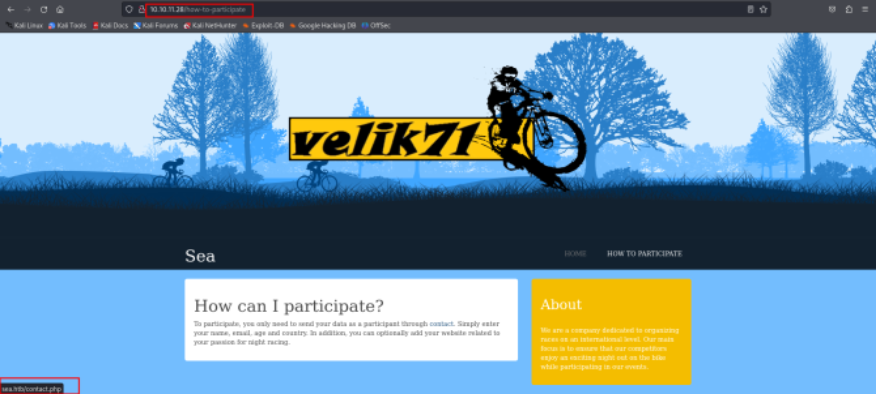 10.10.11.28/how-to-participate
Kali Linux Kali Tools Kali Docs Kali Forums Kali NetHunter Exploit-DB Google Hacking DB OffSec
velik71
Sea
HOME HOW TO PARTICIPATE
How can I participate?
To participate, you only need to send your data as a participant through contact. Simply enter
your name, email, age and country. In addition, you can optionally add your website related to
your passion for night racing.
About
We are a company dedicated to organizing
races on an international level. Our main
focus is to ensure that our competitors
enjoy an exciting night out on the bike
while participating in our events.
sea.htb/contact.php